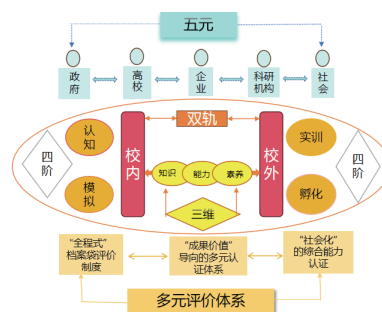 五元
政府
高校
企业
科研机构
社会
双轨
四阶
认知
模拟
校内
知识
能力
素养
三维
校外
实训
孵化
四阶
“全程式”
档案袋评价
制度
“成果价值”
导向的多元认
证体系
“社会化”
的综合能力
认证
多元评价体系